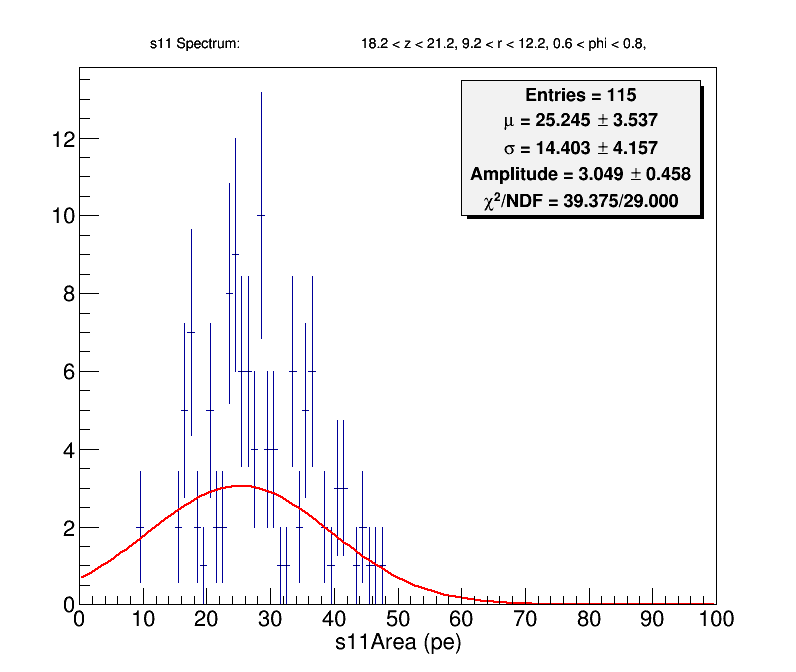 s11 Spectrum: 18.2 < z < 21.2, 9.2 < r < 12.2, 0.6 < phi < 0.8,
Entries = 115
μ = 25.245 ± 3.537
σ = 14.403 ± 4.157
Amplitude = 3.049 ± 0.458
χ²/NDF = 39.375/29.000
12
10
8
6
4
2
0
0 10 20 30 40 50 60 70 80 90 100
s11Area (pe)